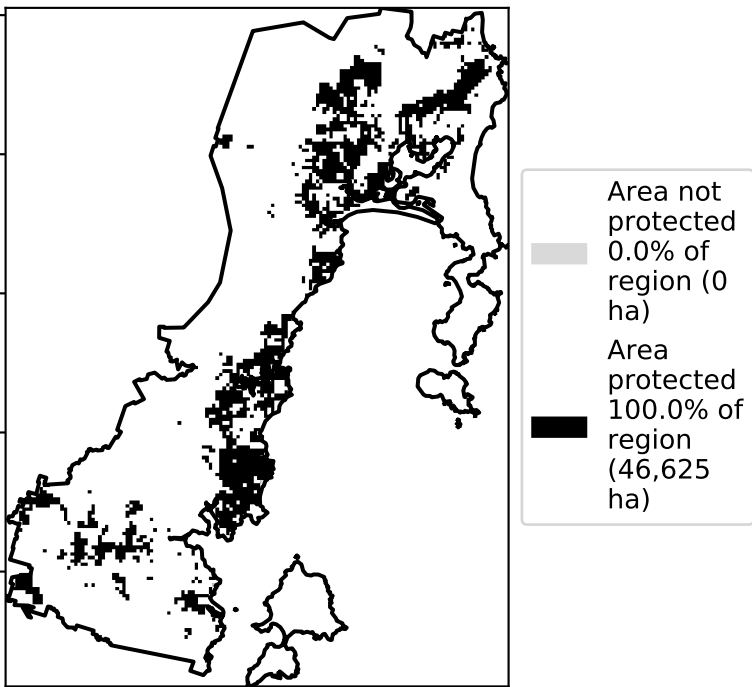 Area not
protected
0.0% of
region (0
ha)
Area
protected
100.0% of
region
(46,625
ha)